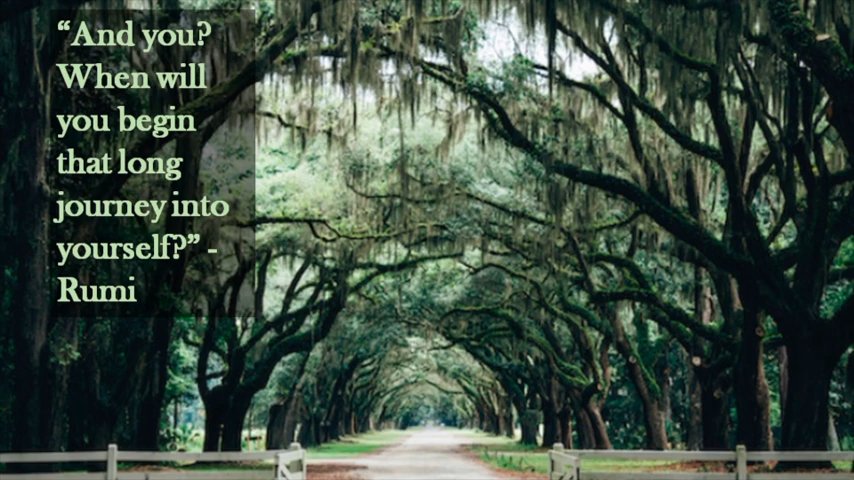 “And you?
When will
you begin
that long
journey into
yourself?” -
Rumi